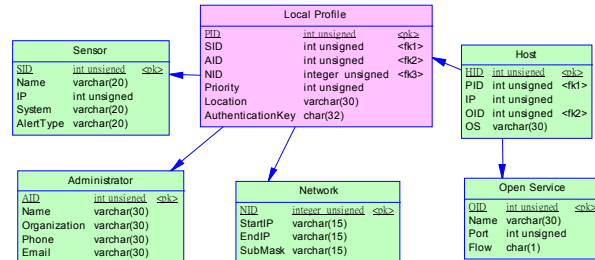 Local Profile
PID int unsigned <pk>
SID int unsigned <fk1>
AID int unsigned <fk2>
NID integer unsigned <fk3>
Priority int unsigned
Location varchar(30)
AuthenticationKey char(32)
Sensor
SID int unsigned <pk>
Name varchar(20)
IP int unsigned
System varchar(20)
AlertType varchar(20)
Host
HID int unsigned <pk>
PID int unsigned <fk1>
IP int unsigned
OID int unsigned <fk2>
OS varchar(30)
Administrator
AID int unsigned <pk>
Name varchar(30)
Organization varchar(30)
Phone varchar(30)
Email varchar(30)
Network
NID integer unsigned <pk>
StartIP varchar(15)
EndIP varchar(15)
SubMask varchar(15)
Open Service
OID int unsigned <pk>
Name varchar(30)
Port int unsigned
Flow char(1)